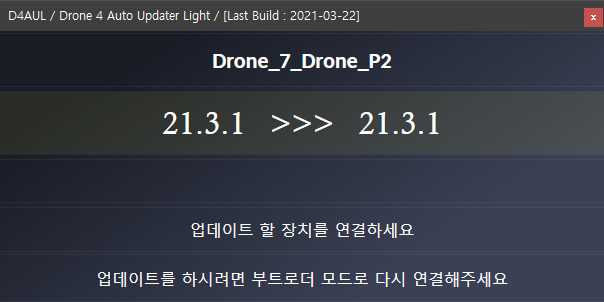 D4AUL / Drone 4 Auto Updater Light / [Last Build : 2021-03-22]
x
Drone_7_Drone_P2
21.3.1 >>> 21.3.1
업데이트 할 장치를 연결하세요
업데이트를 하시려면 부트로더 모드로 다시 연결해주세요